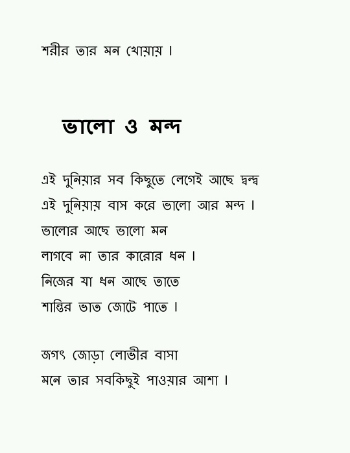 শরীর তার মন খোয়ায় ।
ভালো ও মন্দ
এই দুনিয়ার সব কিছুতে লেগেই আছে দ্বন্দ্ব
এই দুনিয়ায় বাস করে ভালো আর মন্দ ।
ভালোর আছে ভালো মন
লাগবে না তার কারোর ধন ।
নিজের যা ধন আছে তাতে
শান্তির ভাত জোটে পাতে ।
জগৎ জোড়া লোভীর বাসা
মনে তার সবকিছুই পাওয়ার আশা ।